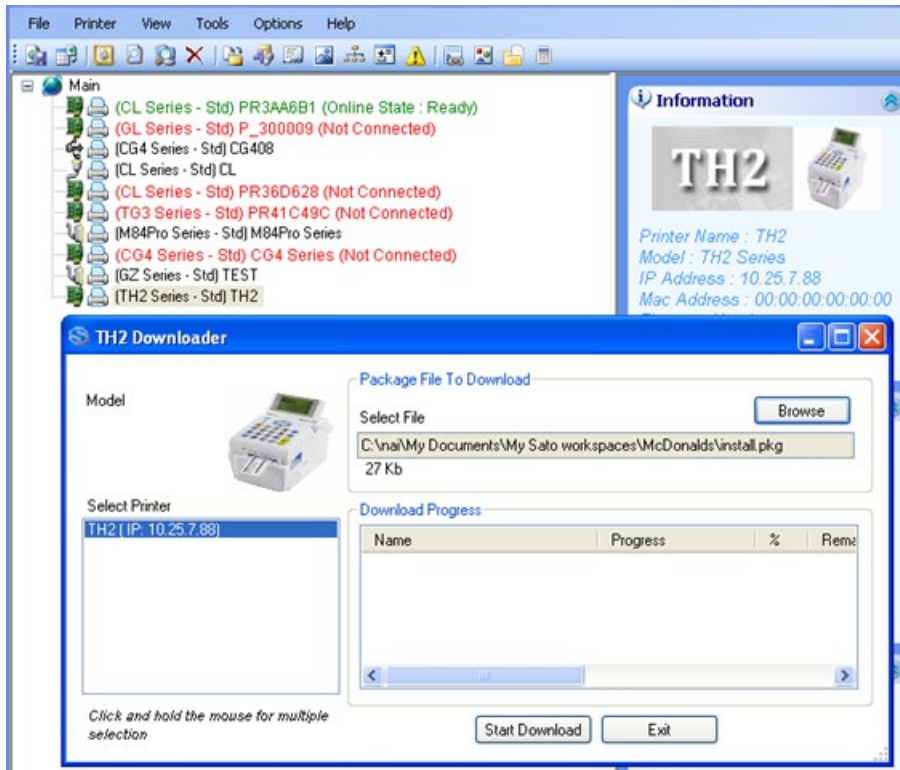 File Printer View Tools Options Help
Main
(CL Series - Std) PR3AA6B1 (Online State : Ready)
(GL Series - Std) P_300009 (Not Connected)
(CG4 Series - Std) CG408
(CL Series - Std) CL
(CL Series - Std) PR36D628 (Not Connected)
(TG3 Series - Std) PR41C49C (Not Connected)
(M84Pro Series - Std) M84Pro Series
(CG4 Series - Std) CG4 Series (Not Connected)
(GZ Series - Std) TEST
(TH2 Series - Std) TH2
Information
TH2
Printer Name : TH2
Model : TH2 Series
IP Address : 10.25.7.88
Mac Address : 00:00:00:00:00:00
TH2 Downloader
Model
Select Printer
TH2 ( IP: 10.25.7.88)
Click and hold the mouse for multiple
selection
Package File To Download
Select File
Browse
C:\nai\My Documents\My Sato workspaces\McDonalds\install.pkg
27 Kb
Download Progress
Name Progress % Rema
Start Download Exit